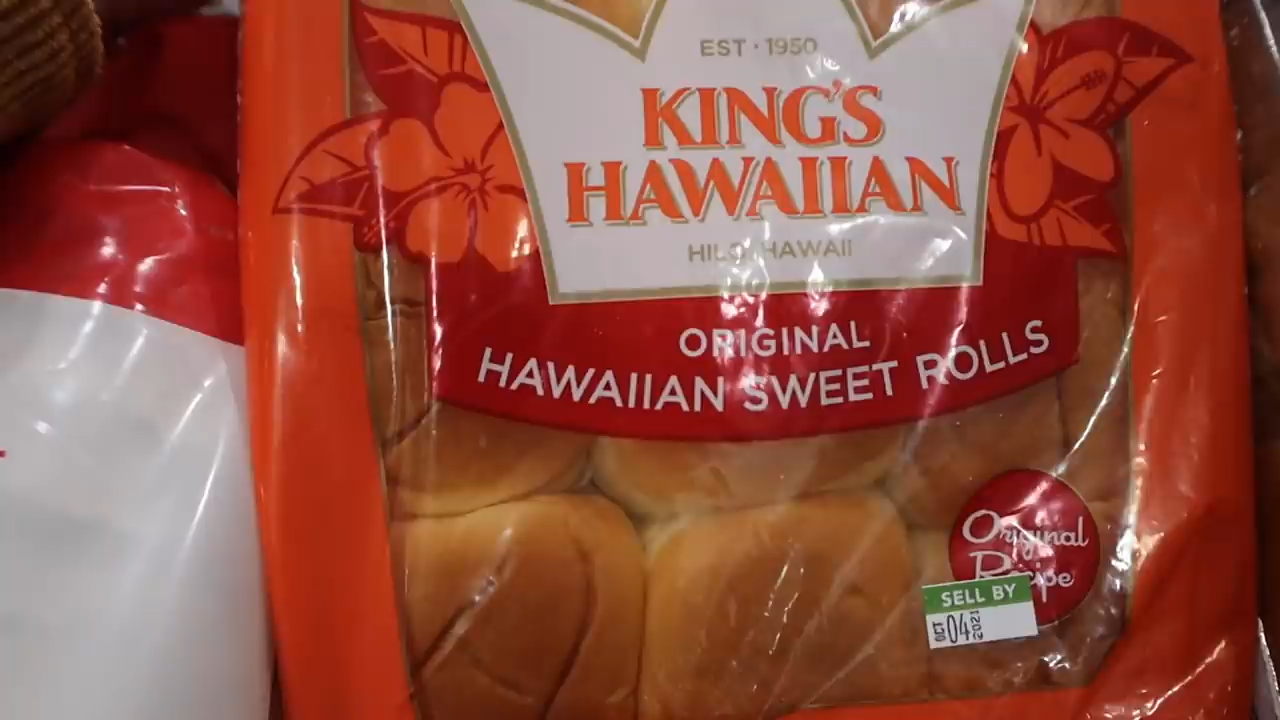 EST · 1950
KING'S
HAWAIIAN
HILO, HAWAII
ORIGINAL
HAWAIIAN SWEET ROLLS
Original
Recipe
SELL BY
OCT 04 2021